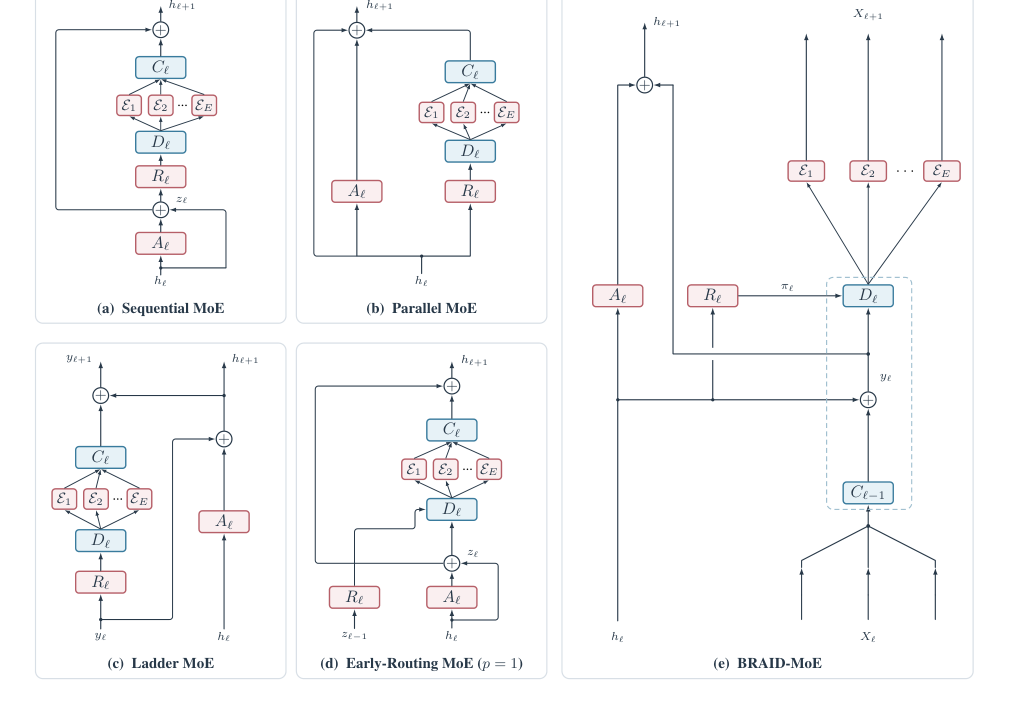 h_{ℓ+1}
C_ℓ
ℰ_1 ℰ_2 ··· ℰ_E
D_ℓ
R_ℓ
z_ℓ
A_ℓ
h_ℓ
(a) Sequential MoE
h_{ℓ+1}
C_ℓ
ℰ_1 ℰ_2 ··· ℰ_E
D_ℓ
A_ℓ R_ℓ
h_ℓ
(b) Parallel MoE
y_{ℓ+1} h_{ℓ+1}
C_ℓ
ℰ_1 ℰ_2 ··· ℰ_E
A_ℓ
D_ℓ
R_ℓ
y_ℓ h_ℓ
(c) Ladder MoE
h_{ℓ+1}
C_ℓ
ℰ_1 ℰ_2 ··· ℰ_E
D_ℓ
z_ℓ
R_ℓ A_ℓ
z_{ℓ−1} h_ℓ
(d) Early-Routing MoE (p = 1)
h_{ℓ+1} X_{ℓ+1}
ℰ_1 ℰ_2 ··· ℰ_E
A_ℓ R_ℓ π_ℓ D_ℓ
y_ℓ
C_{ℓ−1}
h_ℓ X_ℓ
(e) BRAID-MoE